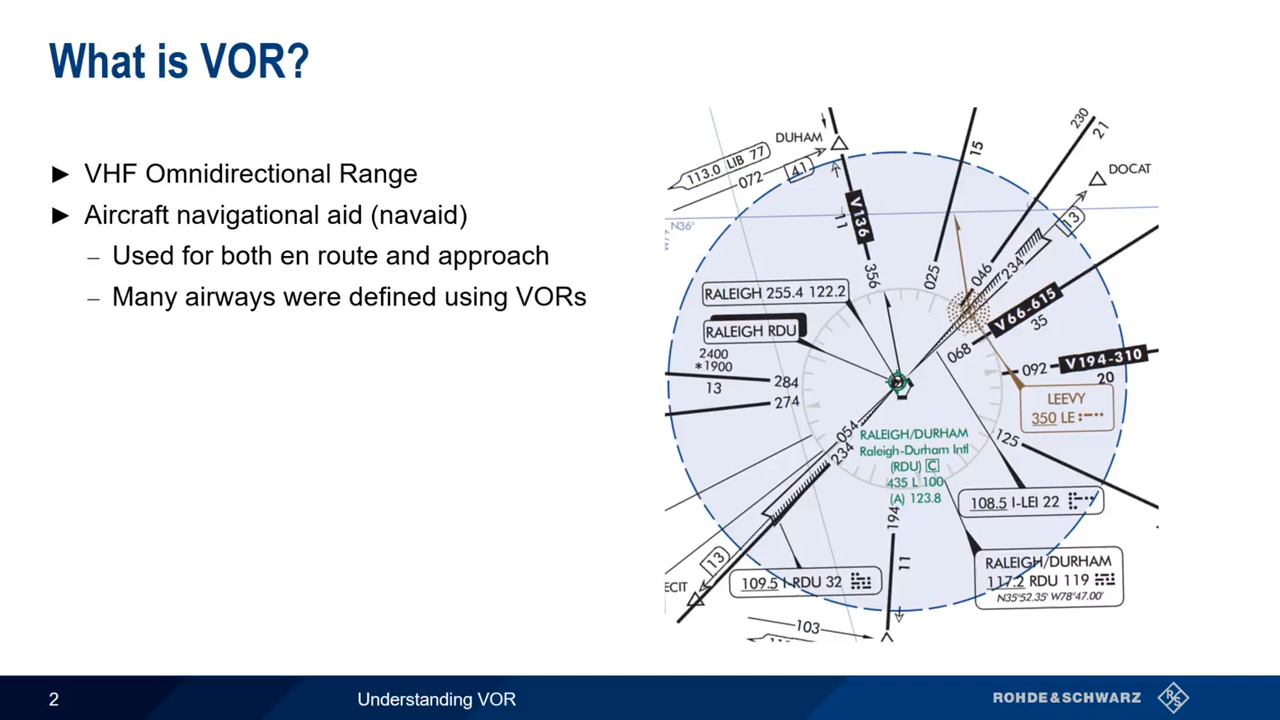 What is VOR?
► VHF Omnidirectional Range
► Aircraft navigational aid (navaid)
– Used for both en route and approach
– Many airways were defined using VORs
DUHAM
113.0 LIB 77
072
41
V136
11
356
15
025
230
21
DOCAT
13
N36°
046
234
V66-615
35
068
092
V194-310
20
RALEIGH 255.4 122.2
RALEIGH RDU
2400
*1900
13
284
274
LEEVY
350 LE
054
234
RALEIGH/DURHAM
Raleigh-Durham Intl
(RDU) C
435 L 100
(A) 123.8
125
108.5 I-LEI 22
194
11
13
ECIT
109.5 I-RDU 32
RALEIGH/DURHAM
117.2 RDU 119
N35°52.35' W78°47.00'
103
2
Understanding VOR
ROHDE&SCHWARZ
R S